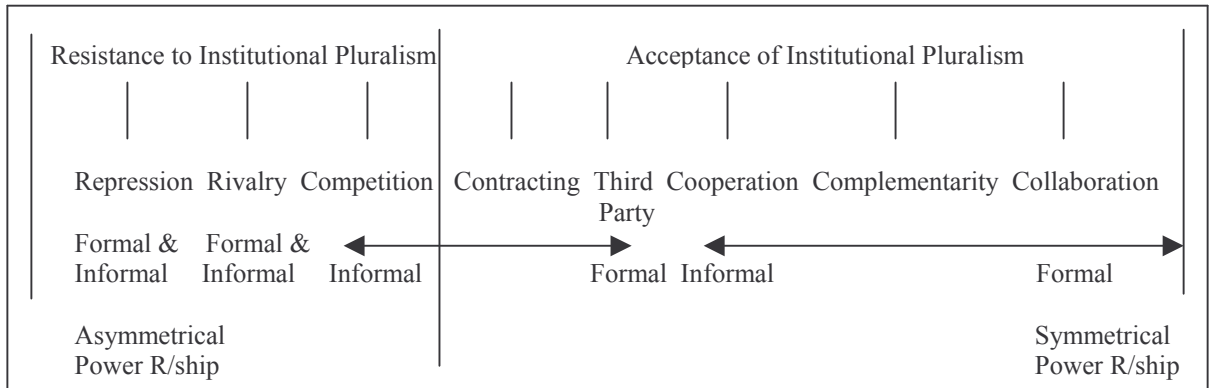 Resistance to Institutional Pluralism Acceptance of Institutional Pluralism
Repression Rivalry Competition Contracting Third Cooperation Complementarity Collaboration
Party
Formal & Formal &
Informal Informal Informal Formal Informal Formal
Asymmetrical Symmetrical
Power R/ship Power R/ship